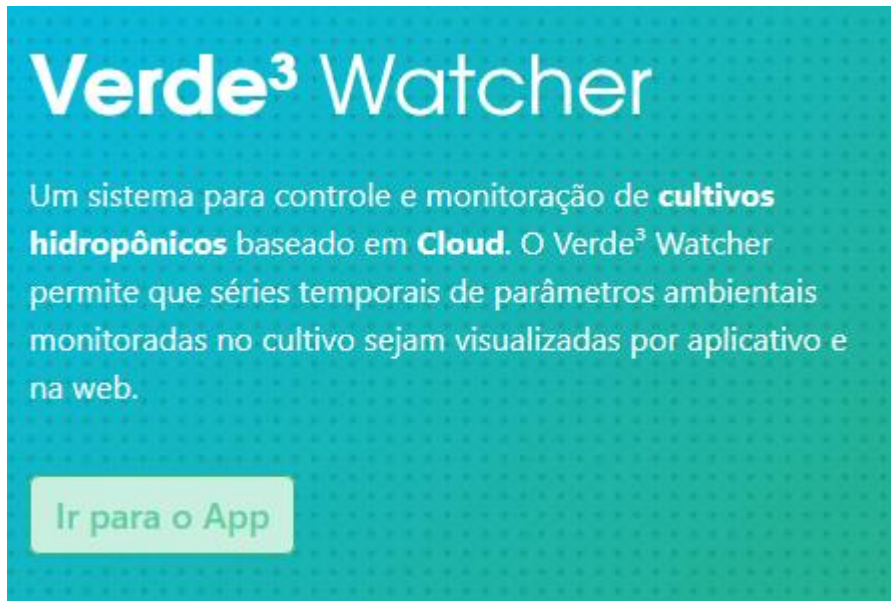 Verde³ Watcher
Um sistema para controle e monitoração de cultivos
hidropônicos baseado em Cloud. O Verde³ Watcher
permite que séries temporais de parâmetros ambientais
monitoradas no cultivo sejam visualizadas por aplicativo e
na web.
Ir para o App